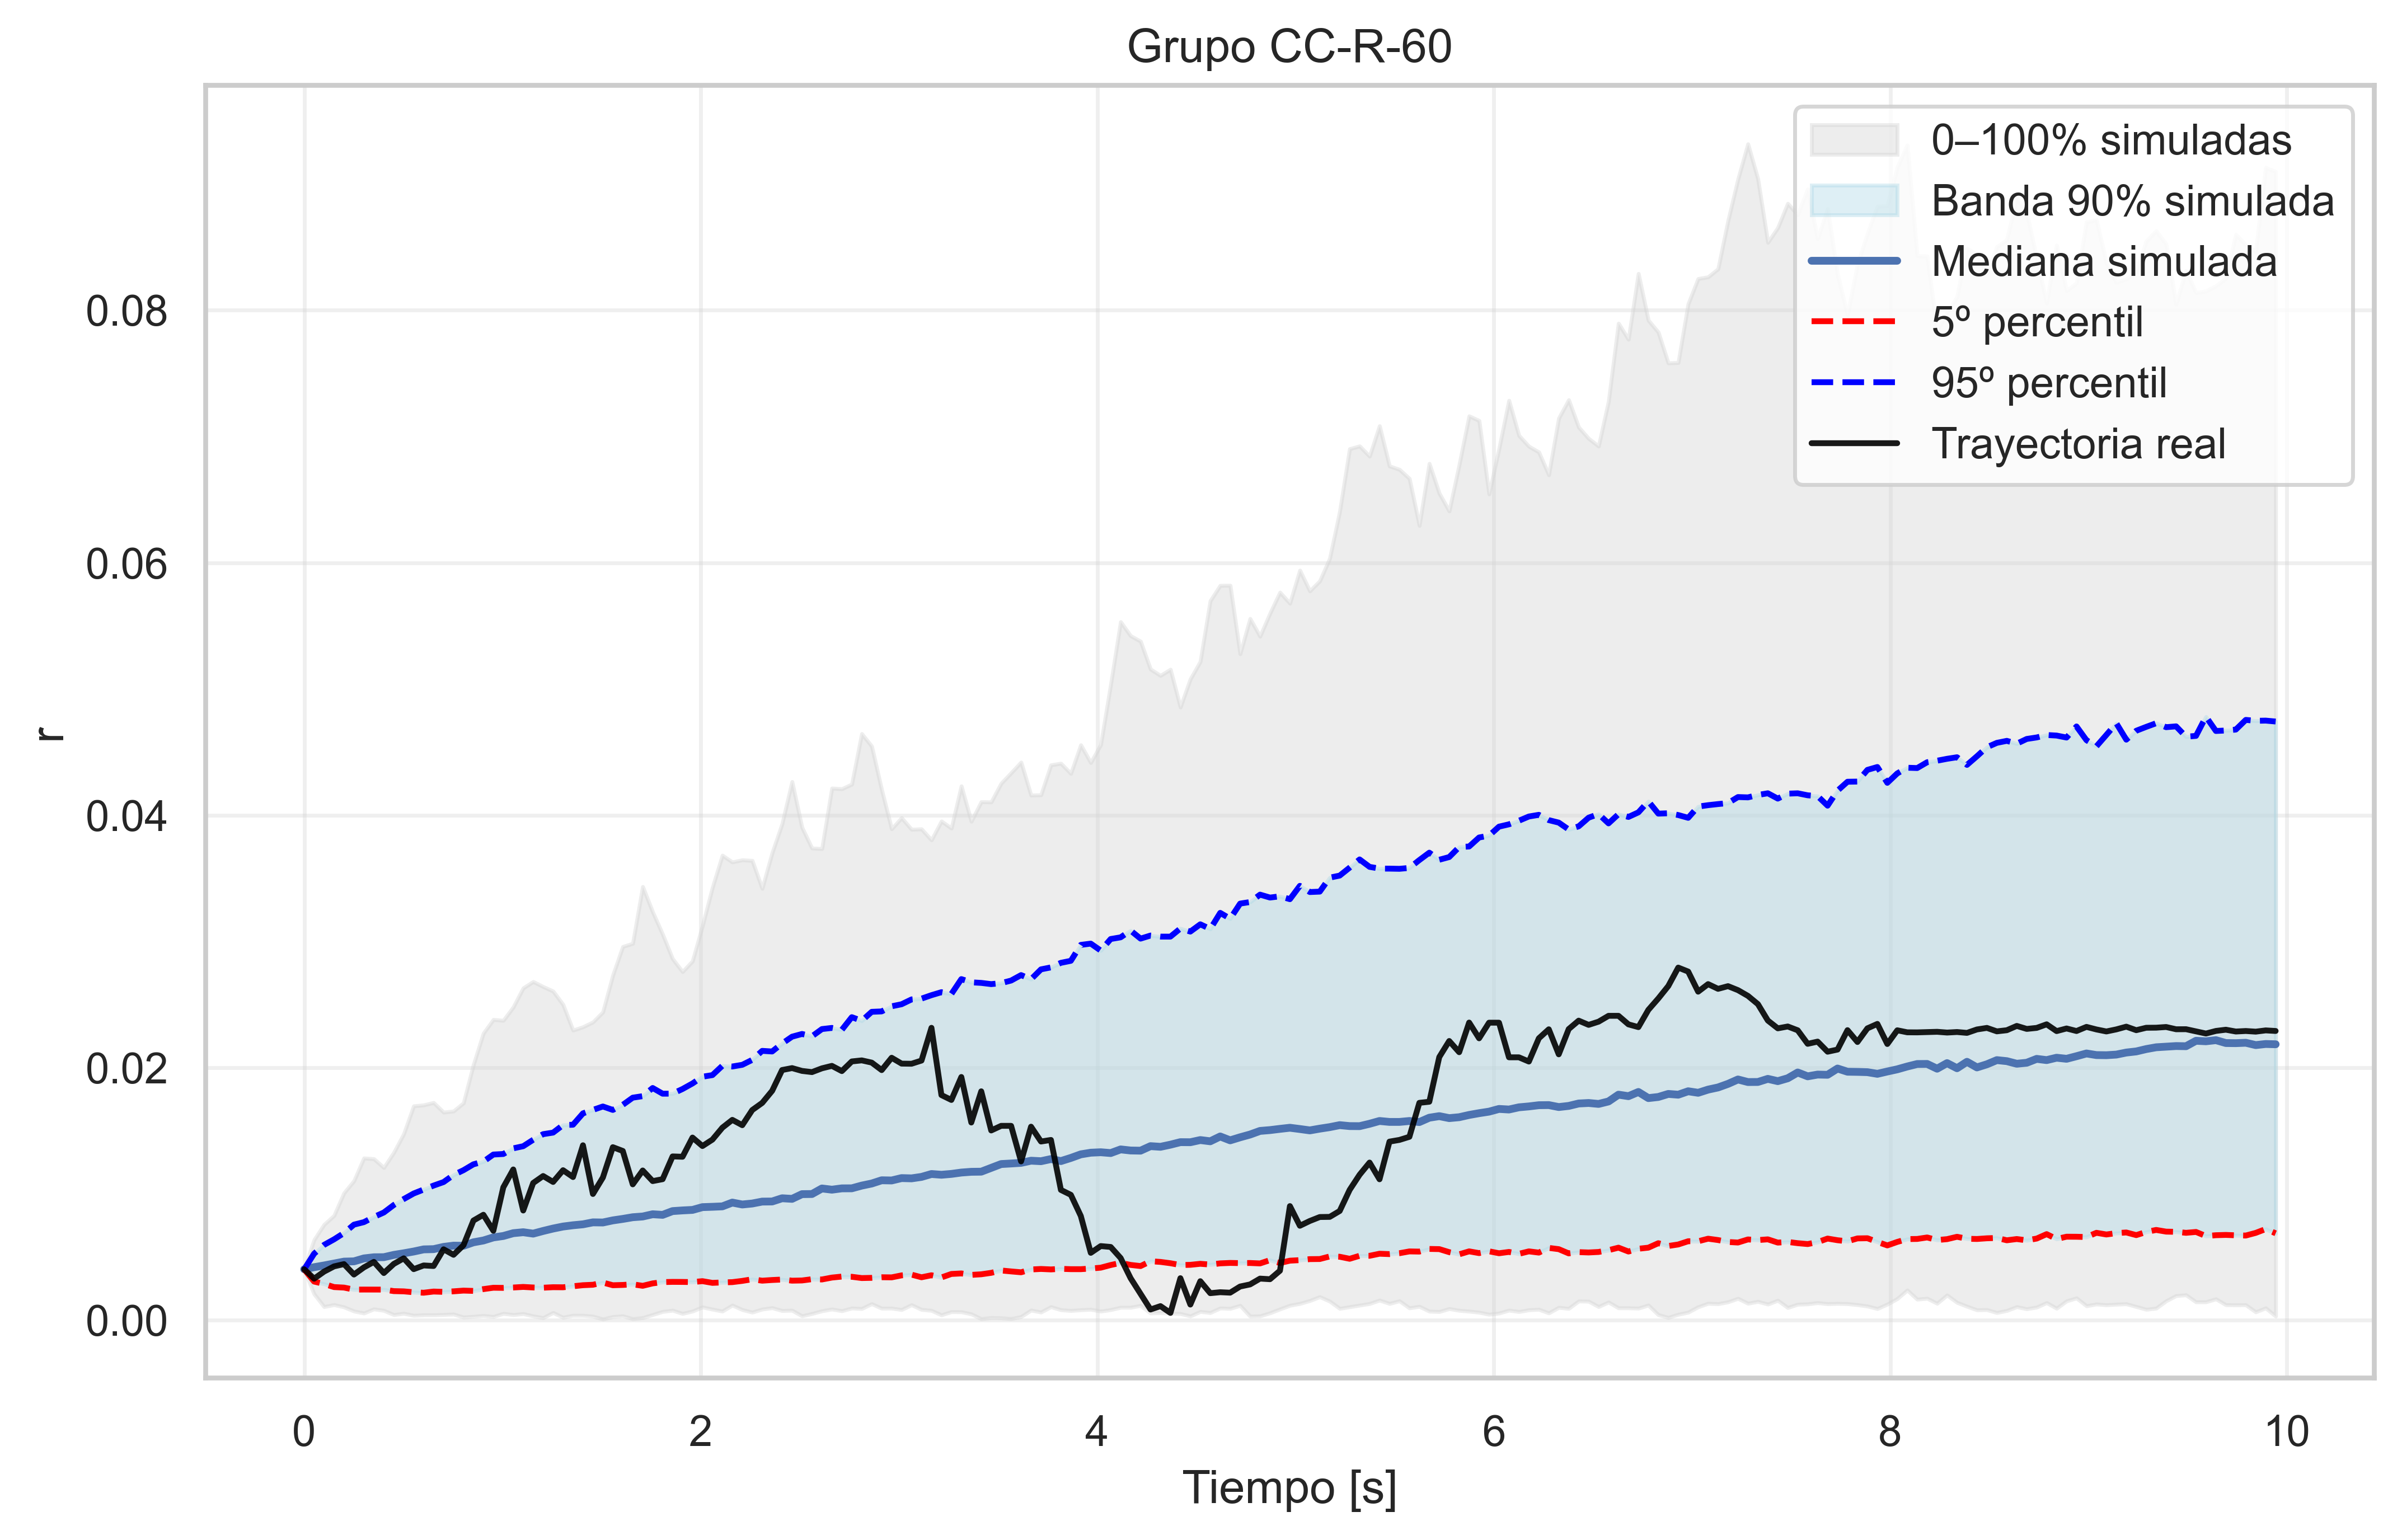 Grupo CC-R-60
0–100% simuladas
Banda 90% simulada
Mediana simulada
5º percentil
95º percentil
Trayectoria real
r
0.08
0.06
0.04
0.02
0.00
0 2 4 6 8 10
Tiempo [s]